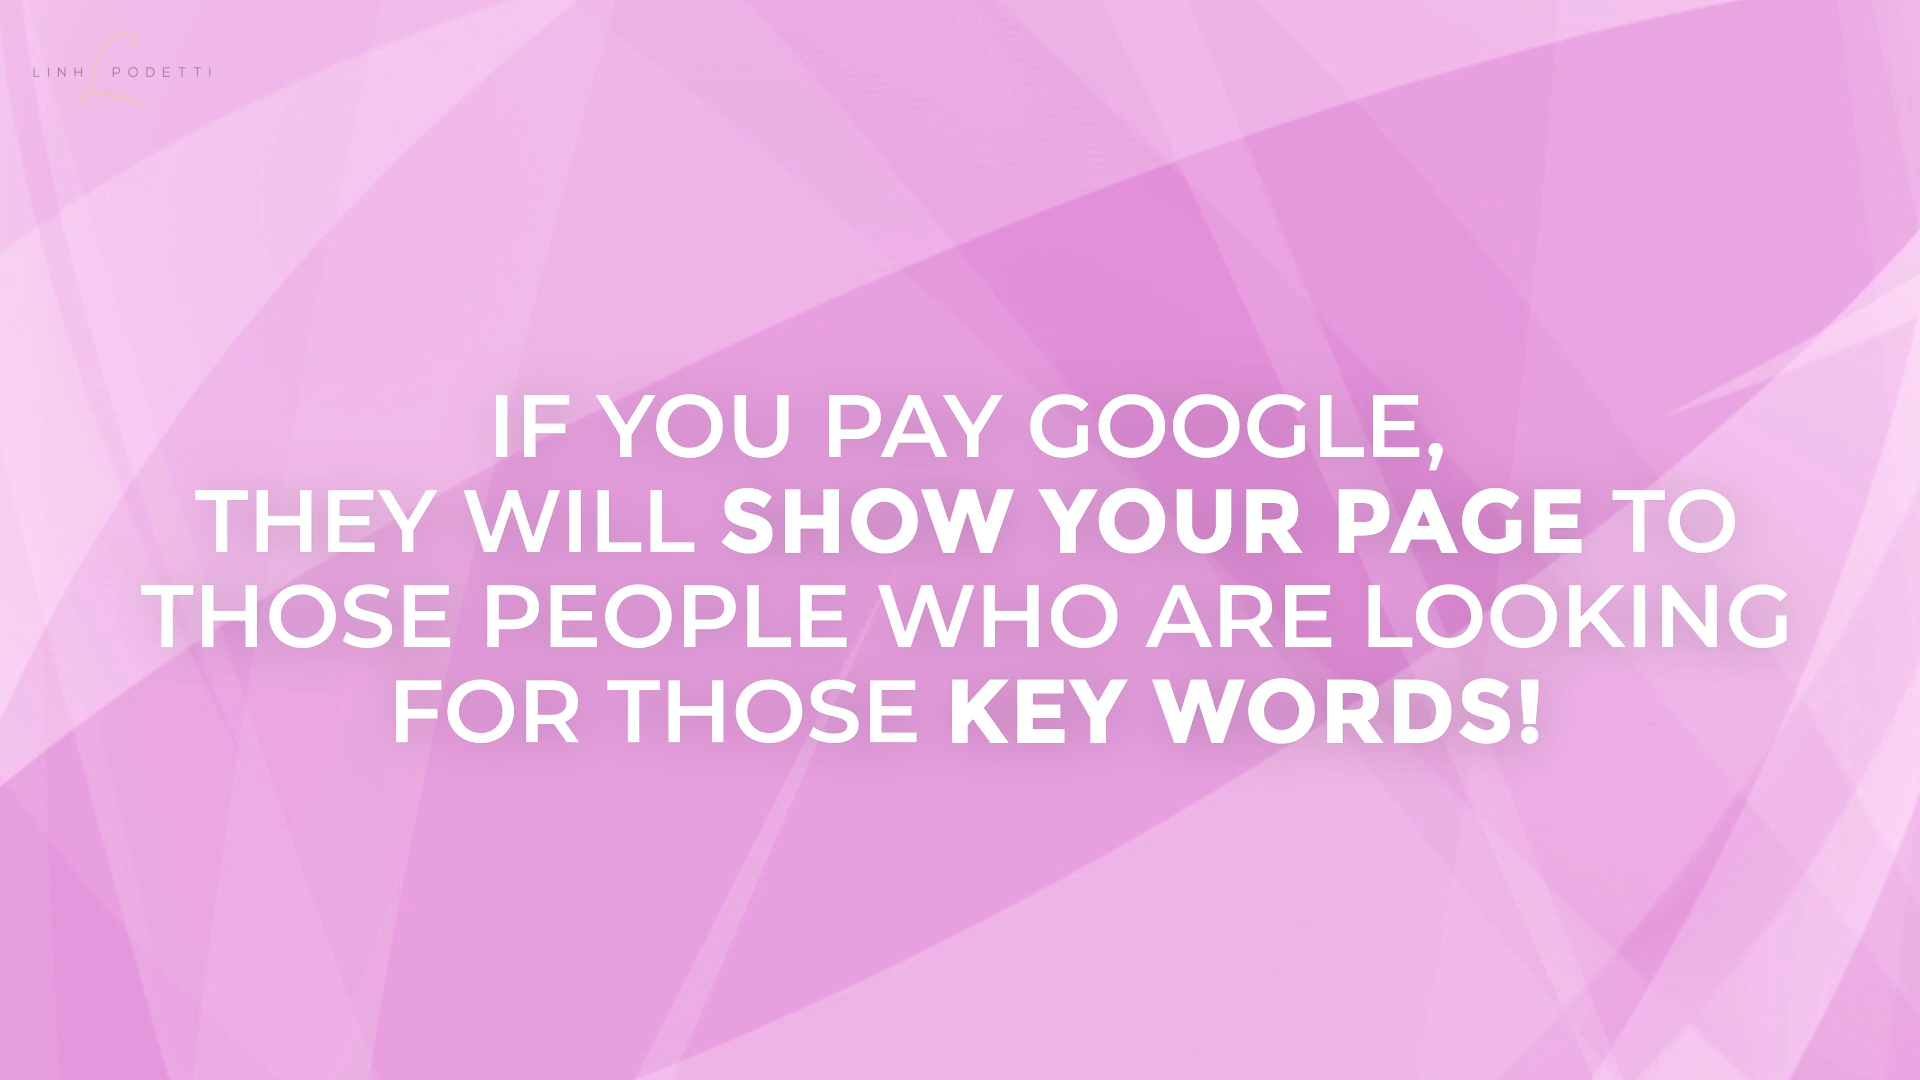 LINH L PODETTI
IF YOU PAY GOOGLE,
THEY WILL SHOW YOUR PAGE TO
THOSE PEOPLE WHO ARE LOOKING
FOR THOSE KEY WORDS!